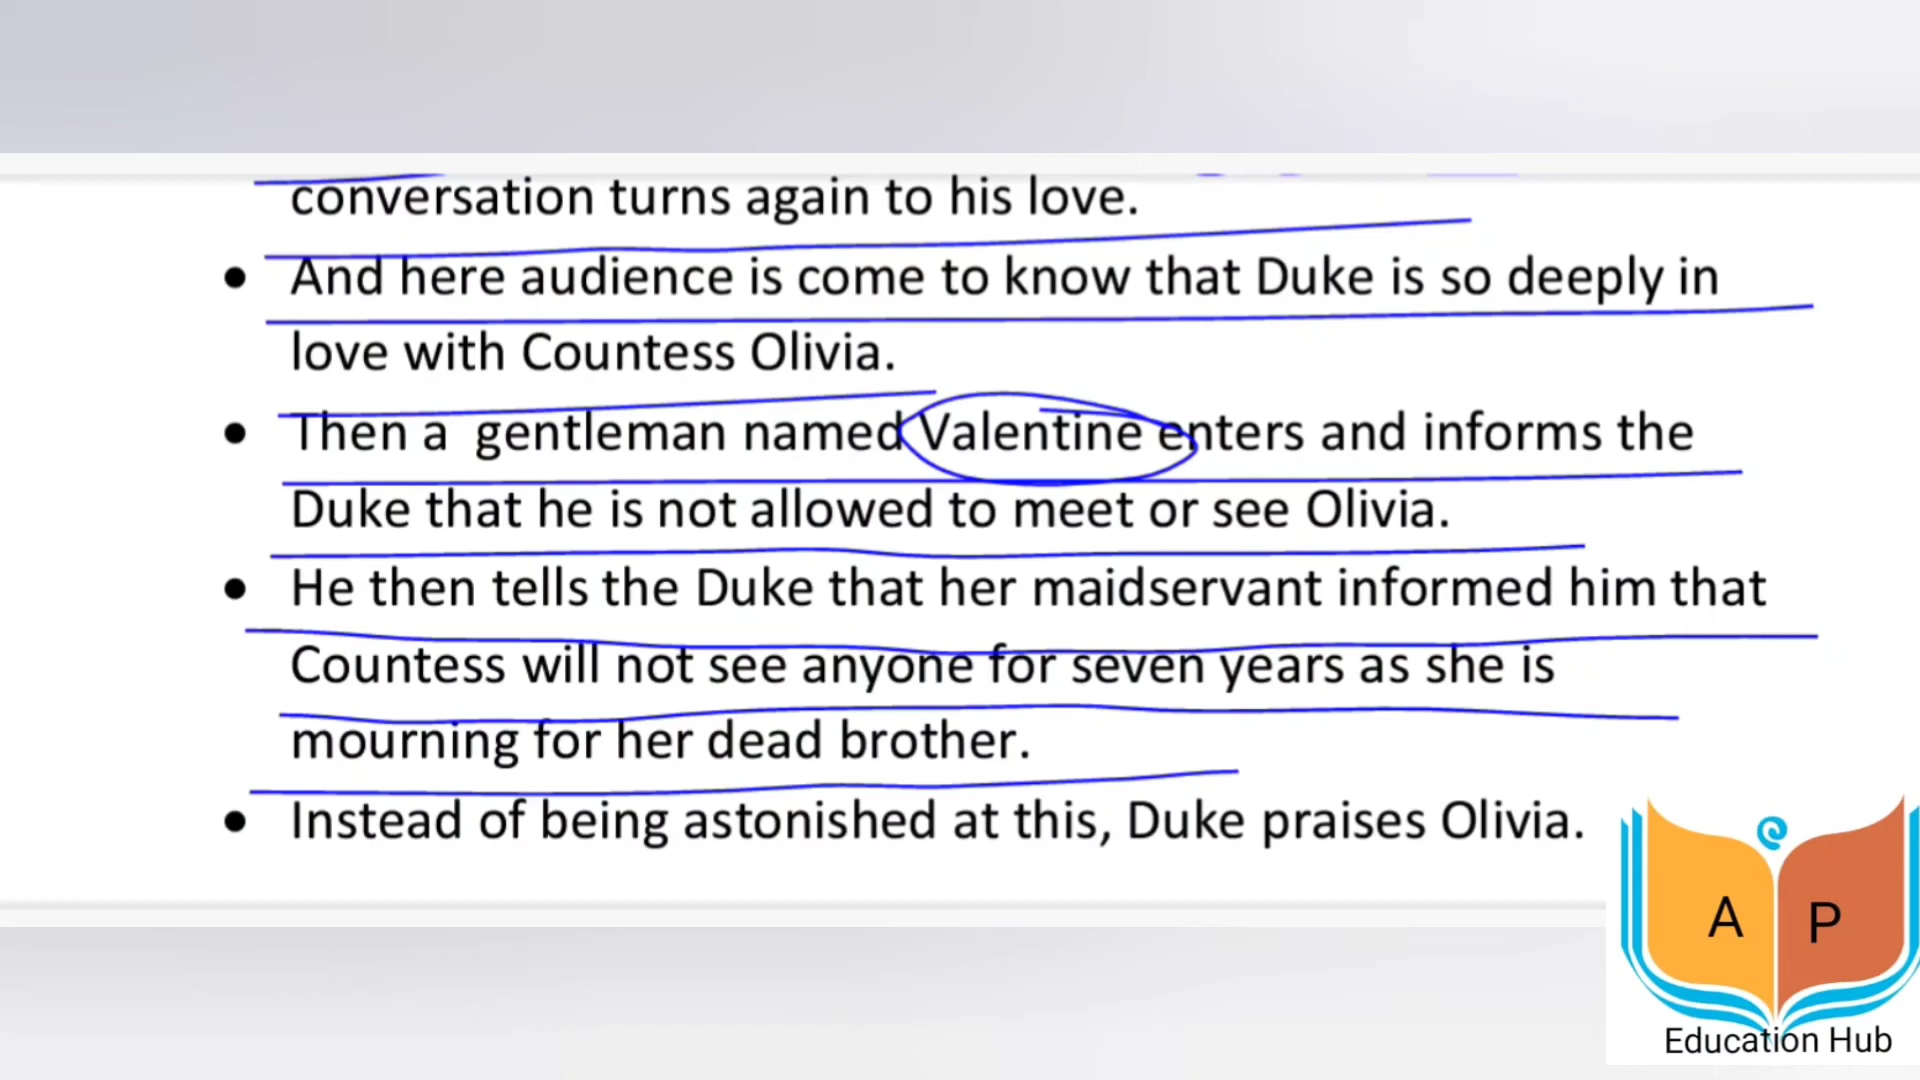 conversation turns again to his love.
• And here audience is come to know that Duke is so deeply in
love with Countess Olivia.
• Then a gentleman named Valentine enters and informs the
Duke that he is not allowed to meet or see Olivia.
• He then tells the Duke that her maidservant informed him that
Countess will not see anyone for seven years as she is
mourning for her dead brother.
• Instead of being astonished at this, Duke praises Olivia.
A P
Education Hub